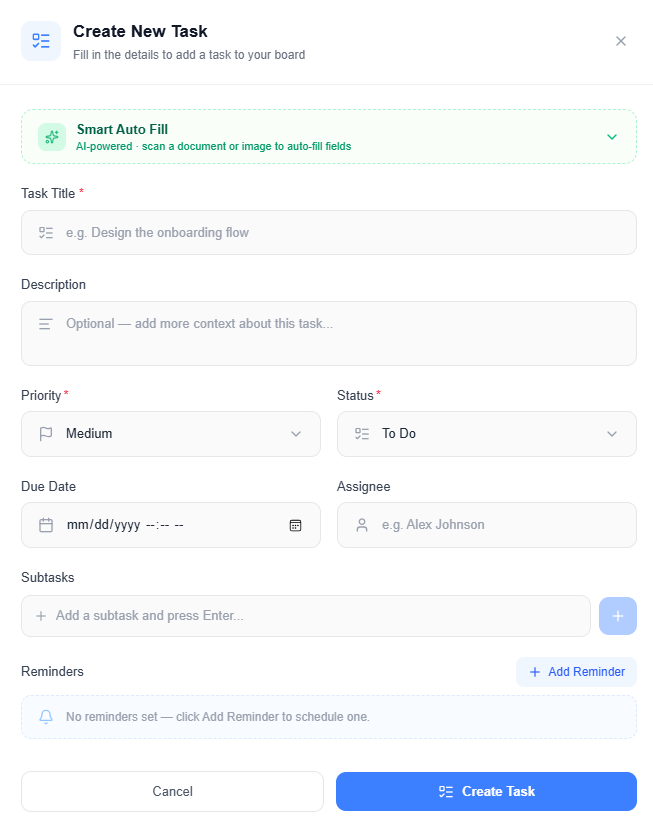 Create New Task
Fill in the details to add a task to your board
Smart Auto Fill
AI-powered · scan a document or image to auto-fill fields
Task Title *
e.g. Design the onboarding flow
Description
Optional — add more context about this task...
Priority * Status *
Medium To Do
Due Date Assignee
mm/dd/yyyy --:-- -- e.g. Alex Johnson
Subtasks
Add a subtask and press Enter...
Reminders Add Reminder
No reminders set — click Add Reminder to schedule one.
Cancel Create Task